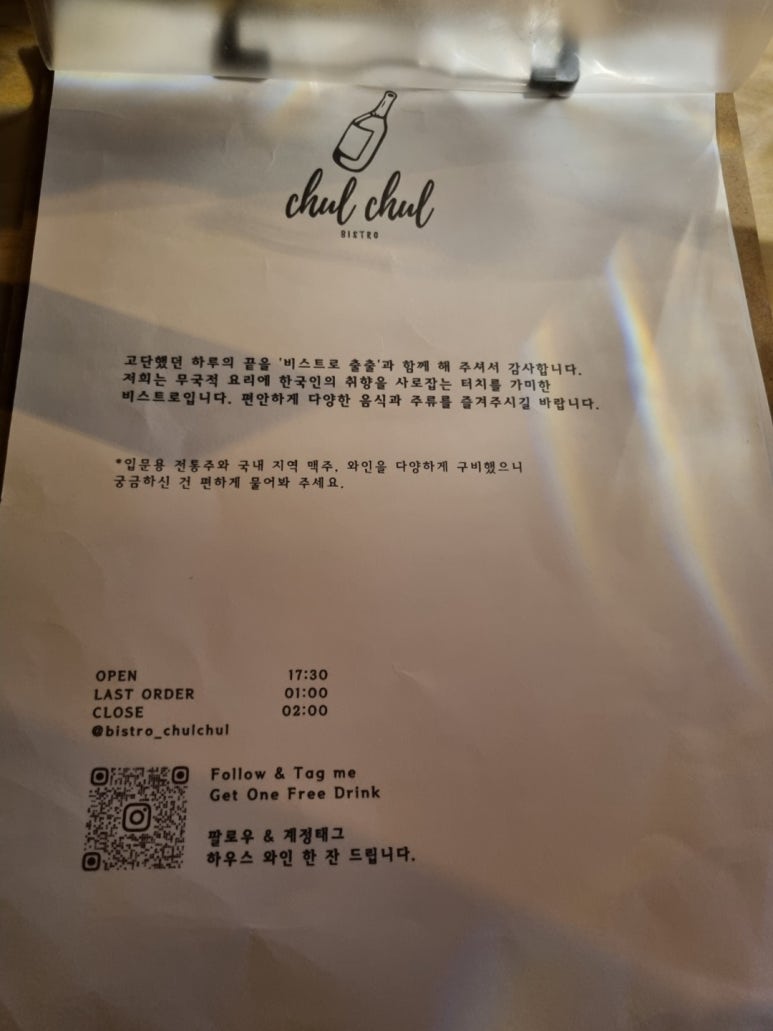 chul chul
BISTRO
고단했던 하루의 끝을 '비스트로 출출'과 함께 해 주셔서 감사합니다.
저희는 무국적 요리에 한국인의 취향을 사로잡는 터치를 가미한
비스트로입니다. 편안하게 다양한 음식과 주류를 즐겨주시길 바랍니다.
*입문용 전통주와 국내 지역 맥주, 와인을 다양하게 구비했으니
궁금하신 건 편하게 물어봐 주세요.
OPEN 17:30
LAST ORDER 01:00
CLOSE 02:00
@bistro_chulchul
Follow & Tag me
Get One Free Drink
팔로우 & 계정태그
하우스 와인 한 잔 드립니다.